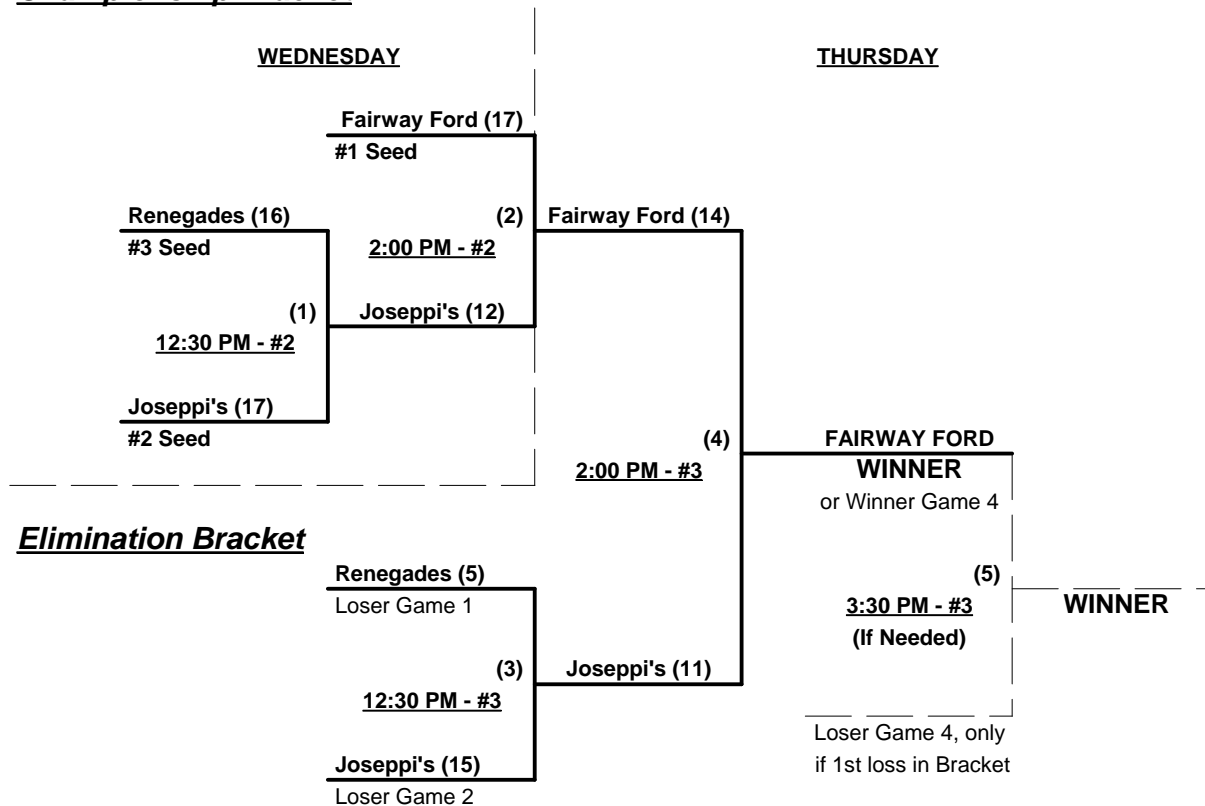 WEDNESDAY
THURSDAY
Fairway Ford (17)
#1 Seed
Renegades (16)
#3 Seed
(2)
2:00 PM - #2
Fairway Ford (14)
(1)
12:30 PM - #2
Joseppi's (12)
Joseppi's (17)
#2 Seed
(4)
2:00 PM - #3
FAIRWAY FORD
WINNER
or Winner Game 4
Elimination Bracket
Renegades (5)
Loser Game 1
(5)
3:30 PM - #3
(If Needed)
WINNER
(3)
12:30 PM - #3
Joseppi's (11)
Loser Game 4, only
if 1st loss in Bracket
Joseppi's (15)
Loser Game 2